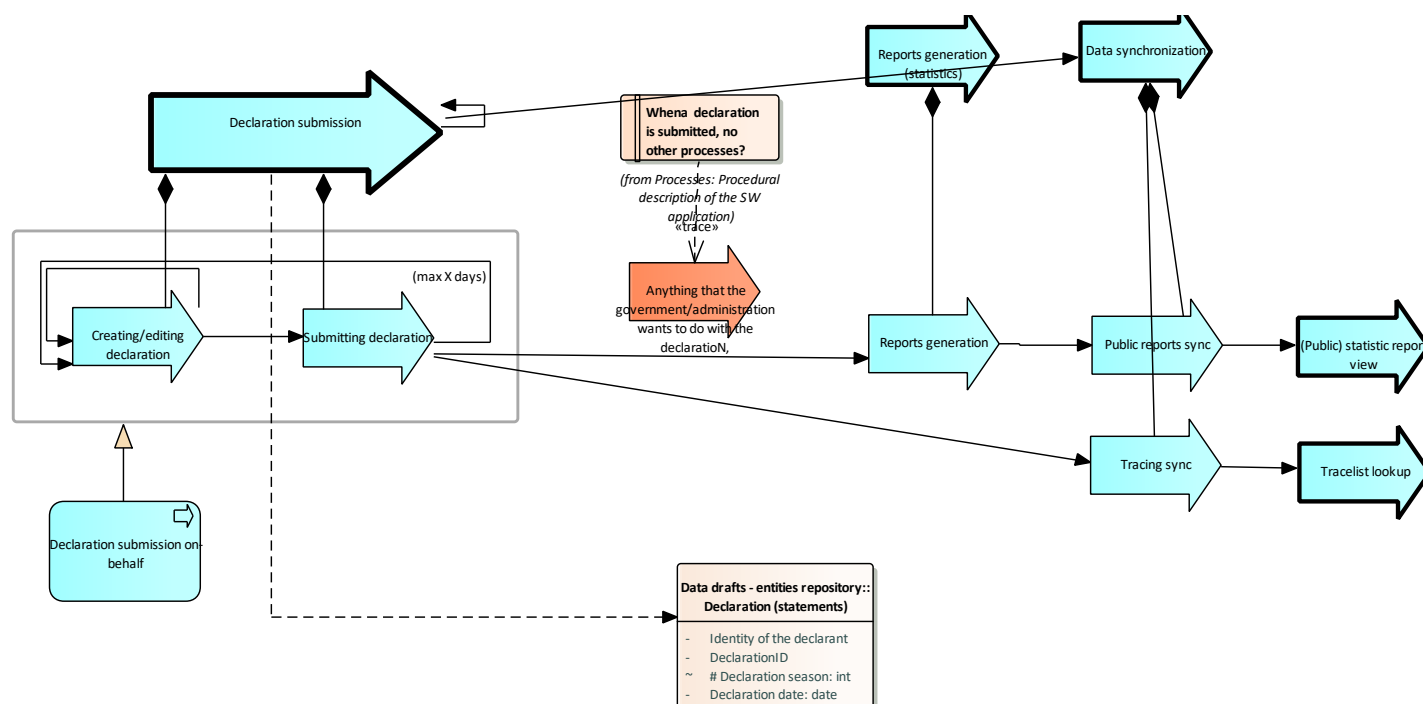 Reports generation
(statistics)
Data synchronization
Declaration submission
Whena declaration
is submitted, no
other processes?
(from Processes: Procedural
description of the SW
application)
«trace»
(max X days)
Anything that the
government/administration
wants to do with the
declaratioN,
Creating/editing
declaration
Submitting declaration
Reports generation
Public reports sync
(Public) statistic repor
view
Tracing sync
Tracelist lookup
Declaration submission on-
behalf
Data drafts - entities repository::
Declaration (statements)
- Identity of the declarant
- DeclarationID
~ # Declaration season: int
- Declaration date: date